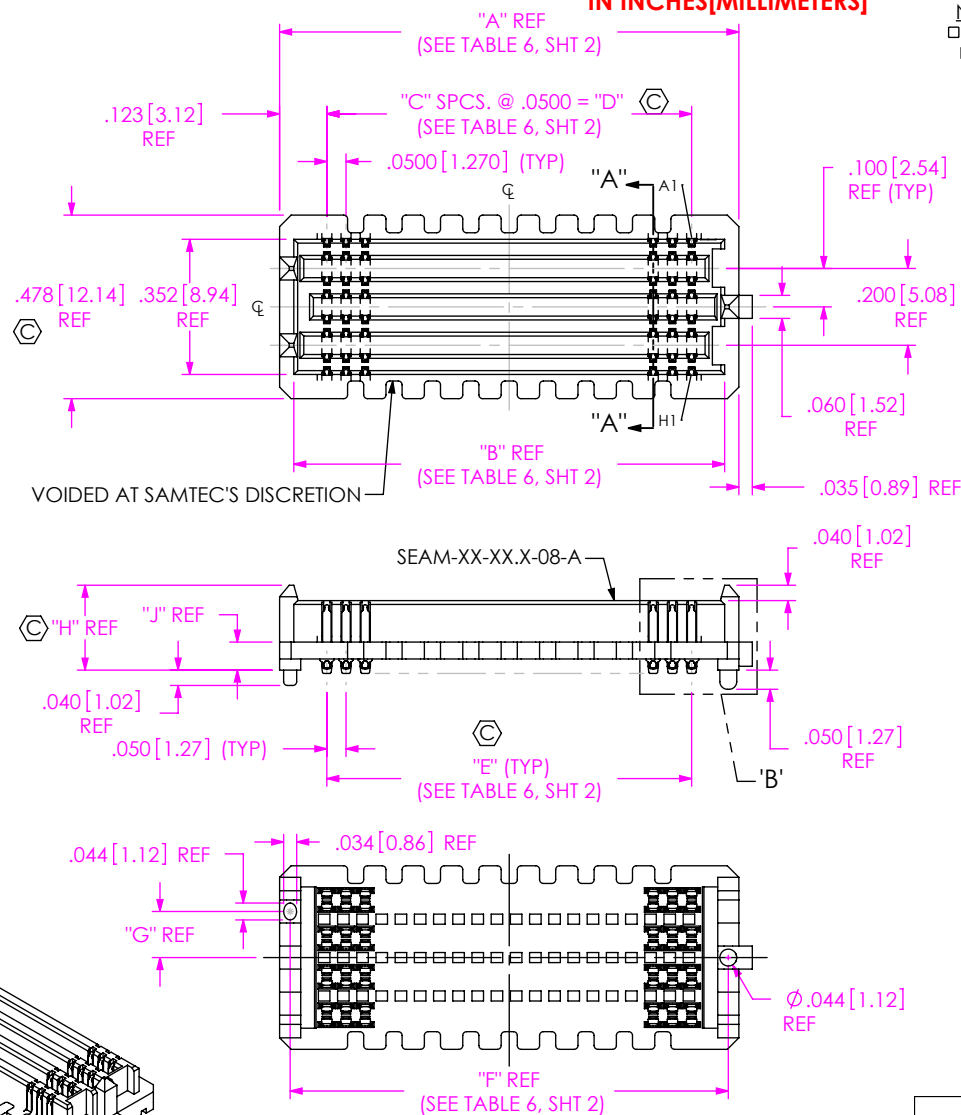 IN INCHES[MILLIMETERS]
"A" REF
(SEE TABLE 6, SHT 2)
"C" SPCS. @ .0500 = "D" C
(SEE TABLE 6, SHT 2)
.123[3.12]
REF
.0500[1.270] (TYP)
"A"
A1
.100[2.54]
REF (TYP)
℄
.478[12.14]
REF
C
.352[8.94]
REF
℄
.200[5.08]
REF
.060[1.52]
REF
"A"
H1
"B" REF
(SEE TABLE 6, SHT 2)
.035[0.89] REF
VOIDED AT SAMTEC'S DISCRETION
SEAM-XX-XX.X-08-A
.040[1.02]
REF
C "H" REF
"J" REF
.040[1.02]
REF
.050[1.27] (TYP)
C
"E" (TYP)
(SEE TABLE 6, SHT 2)
.050[1.27]
REF
'B'
.044[1.12] REF
.034[0.86] REF
"G" REF
Ø.044[1.12]
REF
"F" REF
(SEE TABLE 6, SHT 2)